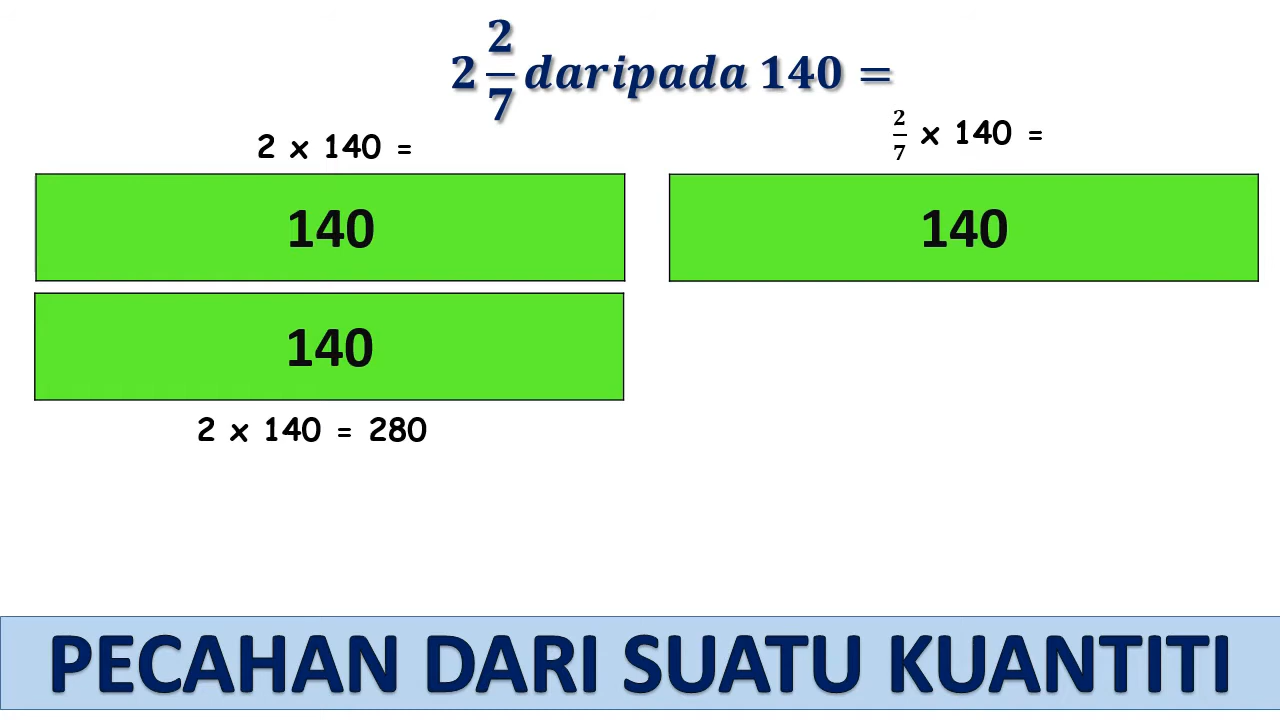 2 2/7 daripada 140 =
2 x 140 =
140
140
2 x 140 = 280
2/7 x 140 =
140
PECAHAN DARI SUATU KUANTITI